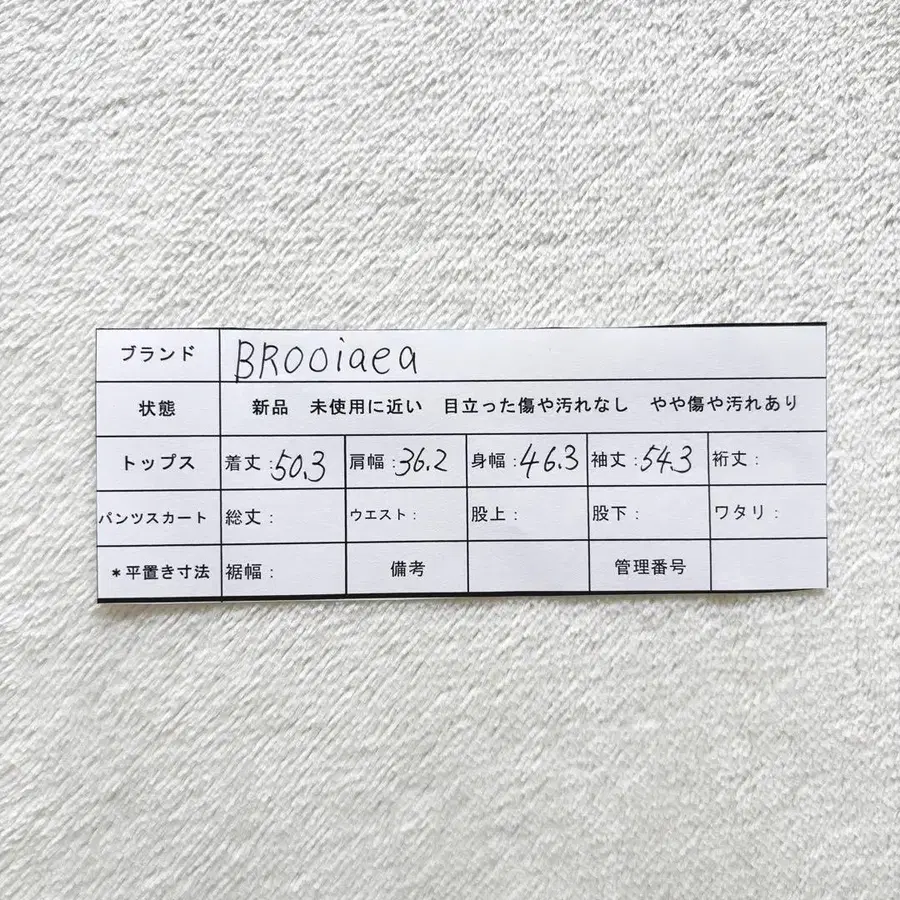 ブランド BROOiaea
状態 新品 未使用に近い 目立った傷や汚れなし やや傷や汚れあり
トップス 着丈:50.3 肩幅:36.2 身幅:46.3 袖丈:54.3 裄丈:
パンツスカート 総丈: ウエスト: 股上: 股下: ワタリ:
*平置き寸法 裾幅: 備考 管理番号